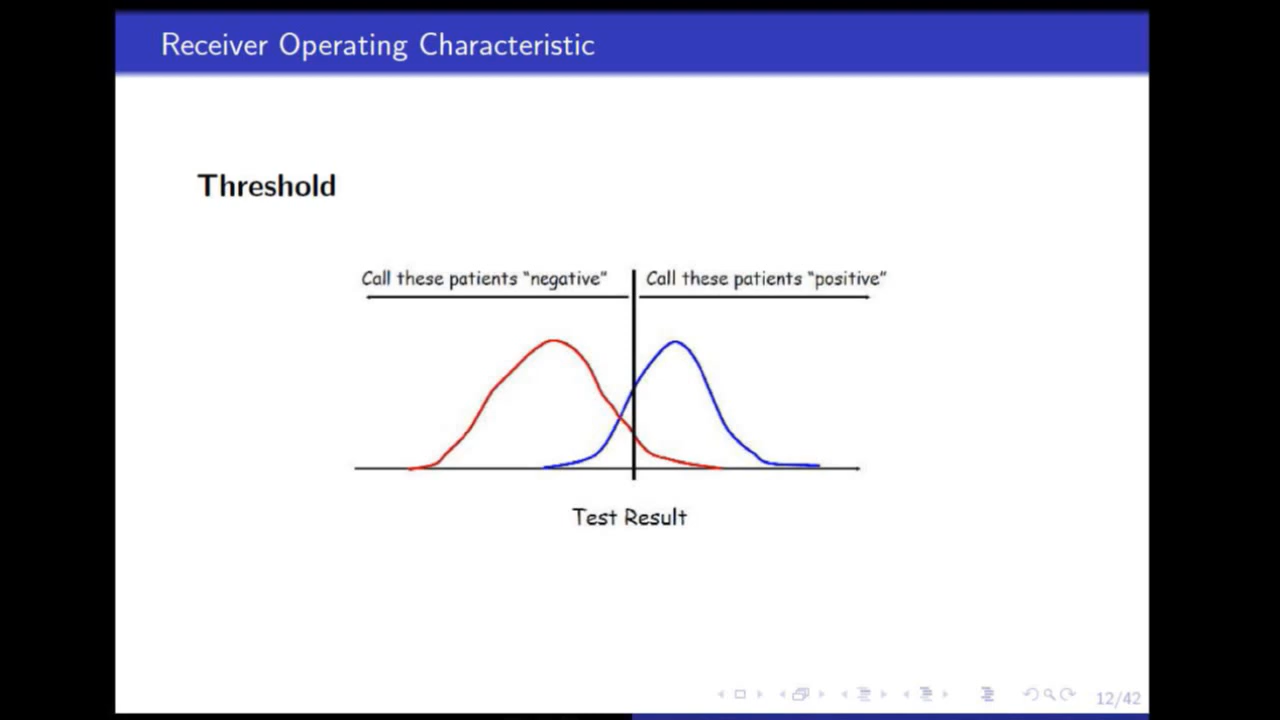 Receiver Operating Characteristic
Threshold
Call these patients “negative” Call these patients “positive”
Test Result
12/42